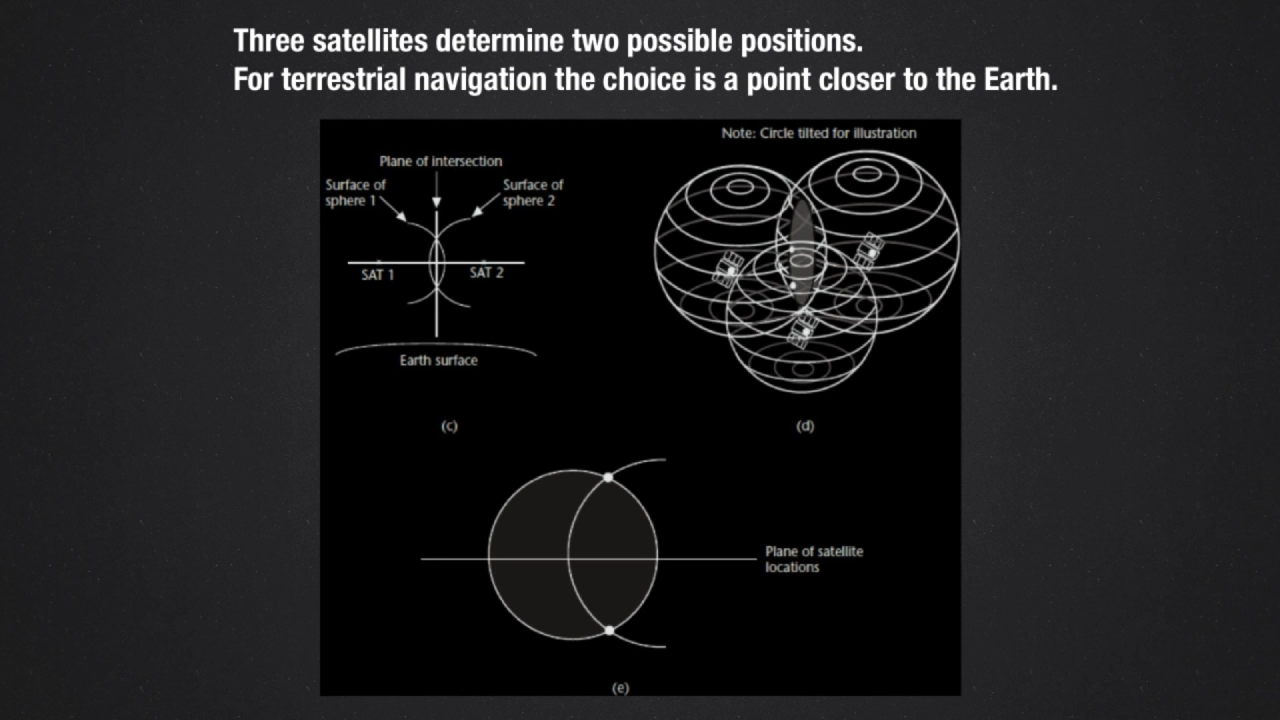 Three satellites determine two possible positions.
For terrestrial navigation the choice is a point closer to the Earth.
Note: Circle tilted for illustration
Plane of intersection
Surface of
sphere 1
Surface of
sphere 2
SAT 1
SAT 2
Earth surface
(c)
(d)
Plane of satellite
locations
(e)